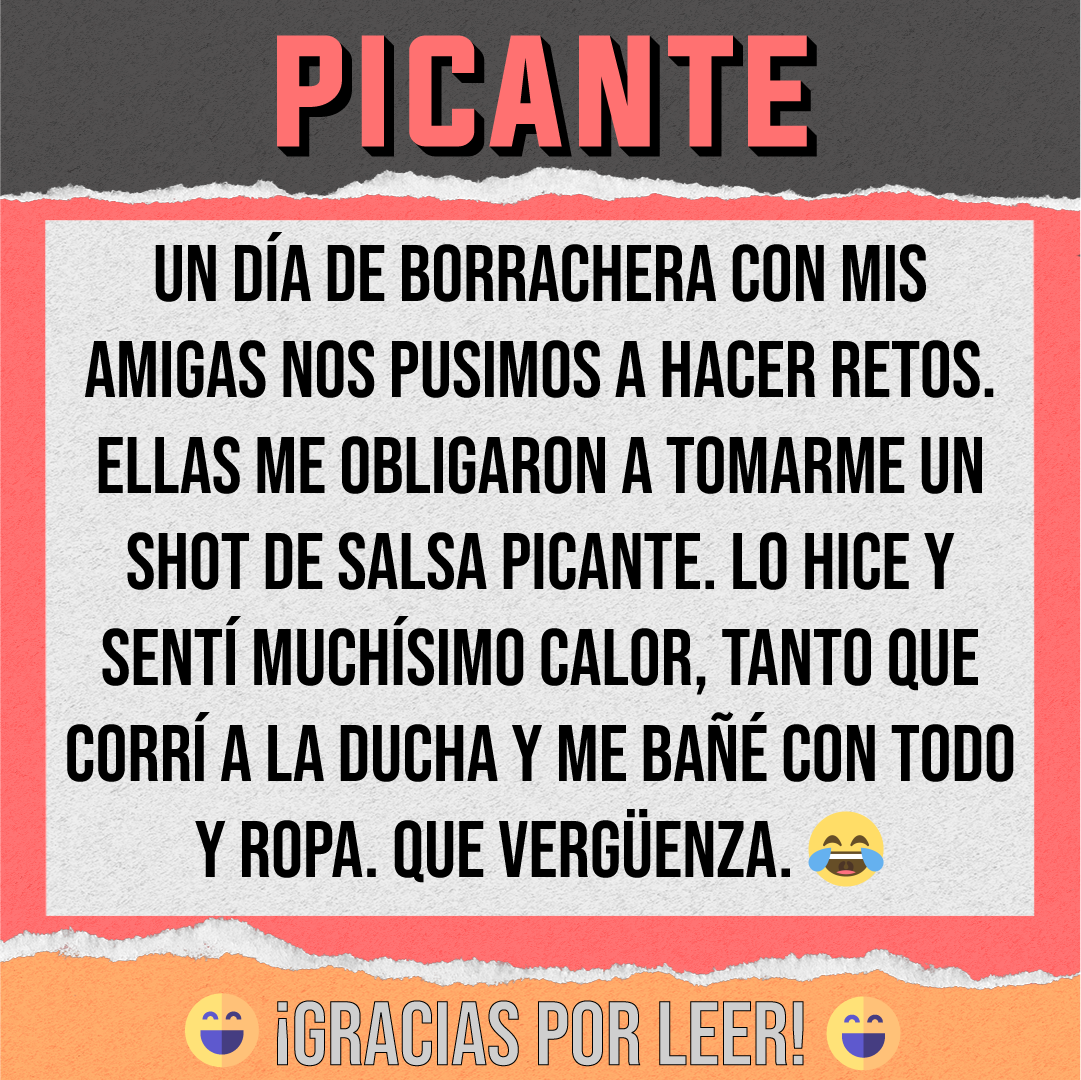 PICANTE
UN DÍA DE BORRACHERA CON MIS
AMIGAS NOS PUSIMOS A HACER RETOS.
ELLAS ME OBLIGARON A TOMARME UN
SHOT DE SALSA PICANTE. LO HICE Y
SENTÍ MUCHÍSIMO CALOR, TANTO QUE
CORRÍ A LA DUCHA Y ME BAÑÉ CON TODO
Y ROPA. QUE VERGÜENZA. 😂
😄 ¡GRACIAS POR LEER! 😄